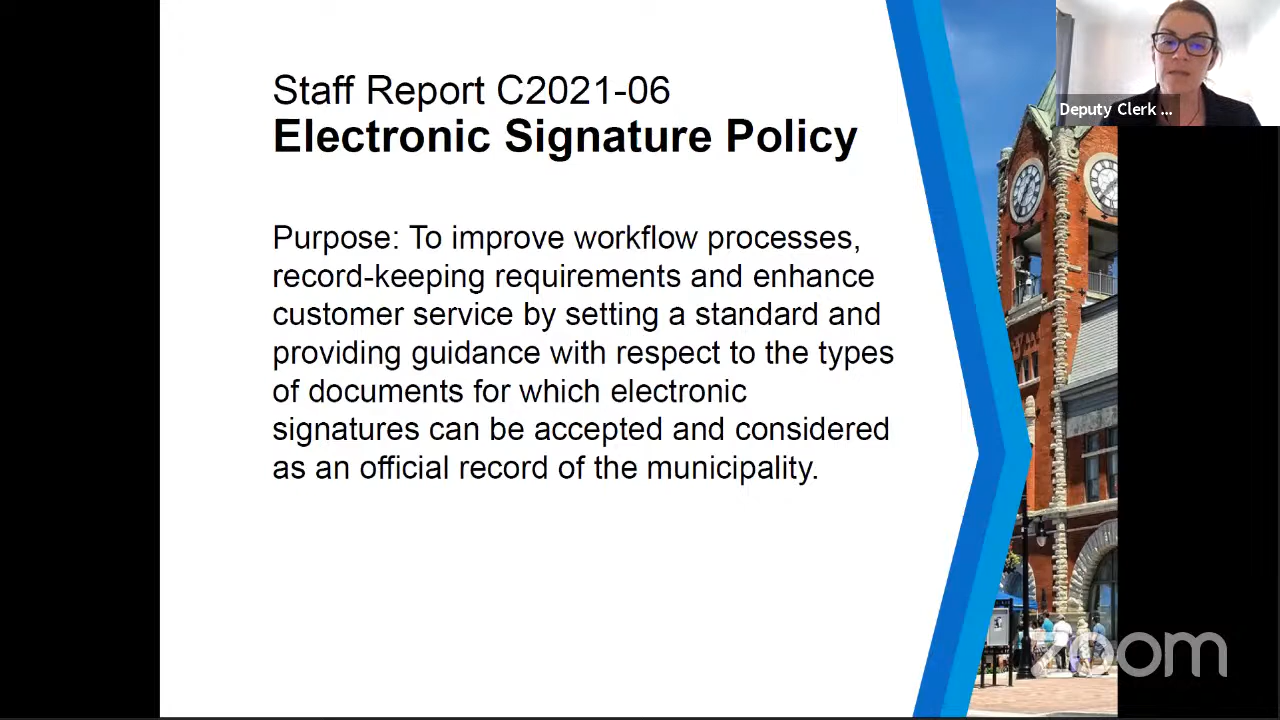 Staff Report C2021-06
Electronic Signature Policy
Purpose: To improve workflow processes,
record-keeping requirements and enhance
customer service by setting a standard and
providing guidance with respect to the types
of documents for which electronic
signatures can be accepted and considered
as an official record of the municipality.
Deputy Clerk ...
zoom